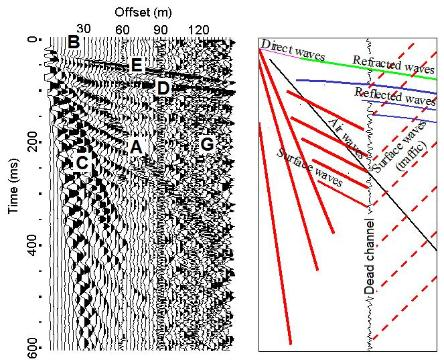 Offset (m)
30 60 90 120
0
200
400
600
Time (ms)
B
E
D
A
G
C
Direct waves
Refracted waves
Reflected waves
Air waves
Surface waves
Surface waves
(traffic)
Dead channel